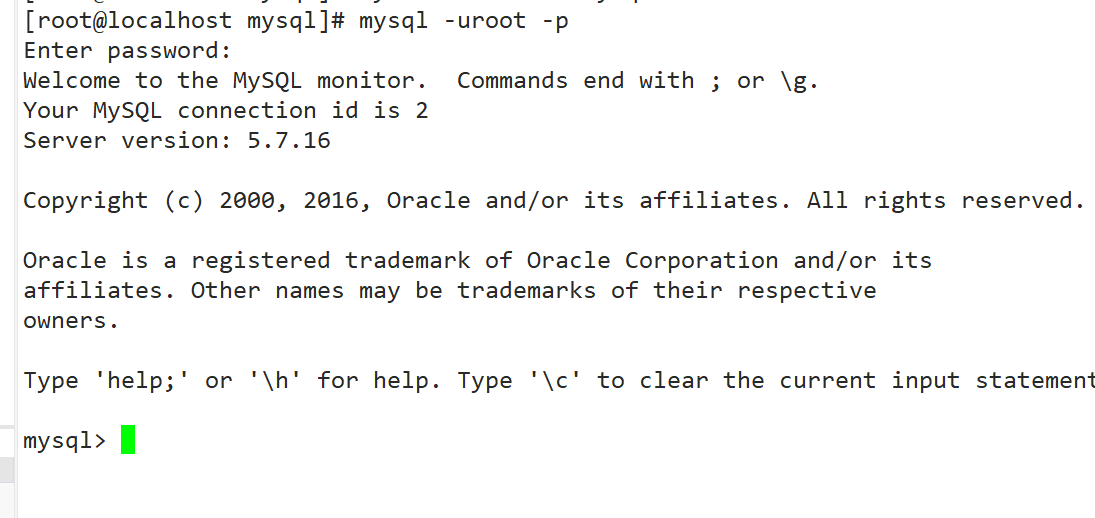 [root@localhost mysql]# mysql -uroot -p
Enter password:
Welcome to the MySQL monitor.  Commands end with ; or \g.
Your MySQL connection id is 2
Server version: 5.7.16
Copyright (c) 2000, 2016, Oracle and/or its affiliates. All rights reserved.
Oracle is a registered trademark of Oracle Corporation and/or its
affiliates. Other names may be trademarks of their respective
owners.
Type 'help;' or '\h' for help. Type '\c' to clear the current input statement
mysql>